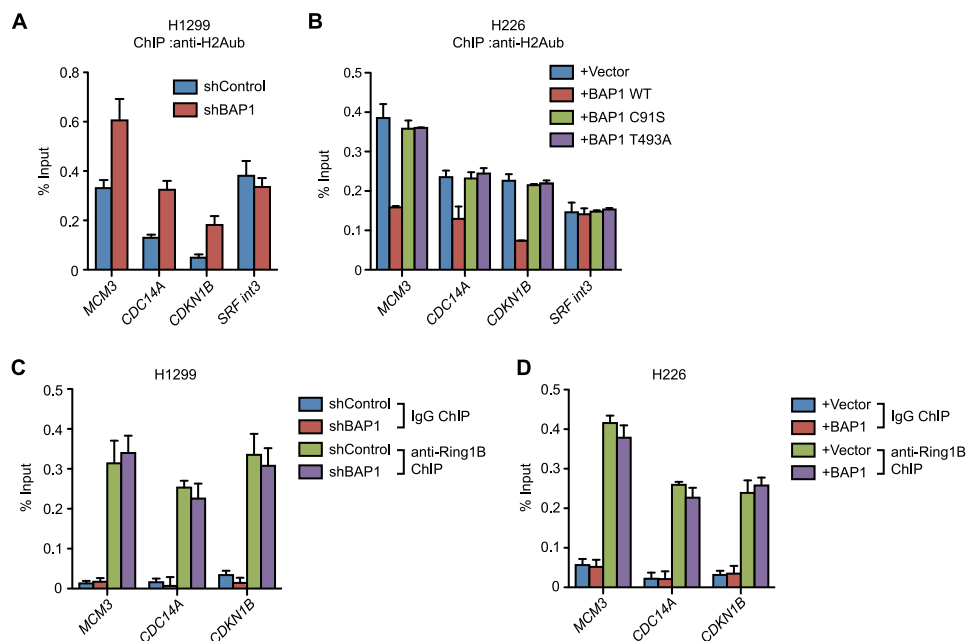 A
H1299
ChIP :anti-H2Aub
% Input
0.8
0.6
0.4
0.2
0
shControl
shBAP1
MCM3
CDC14A
CDKN1B
SRF int3
B
H226
ChIP :anti-H2Aub
% Input
0.5
0.4
0.3
0.2
0.1
0
+Vector
+BAP1 WT
+BAP1 C91S
+BAP1 T493A
MCM3
CDC14A
CDKN1B
SRF int3
C
H1299
% Input
0.5
0.4
0.3
0.2
0.1
0
shControl
shBAP1
IgG ChIP
shControl
shBAP1
anti-Ring1B
ChIP
MCM3
CDC14A
CDKN1B
D
H226
% Input
0.5
0.4
0.3
0.2
0.1
0
+Vector
+BAP1
IgG ChIP
+Vector
+BAP1
anti-Ring1B
ChIP
MCM3
CDC14A
CDKN1B